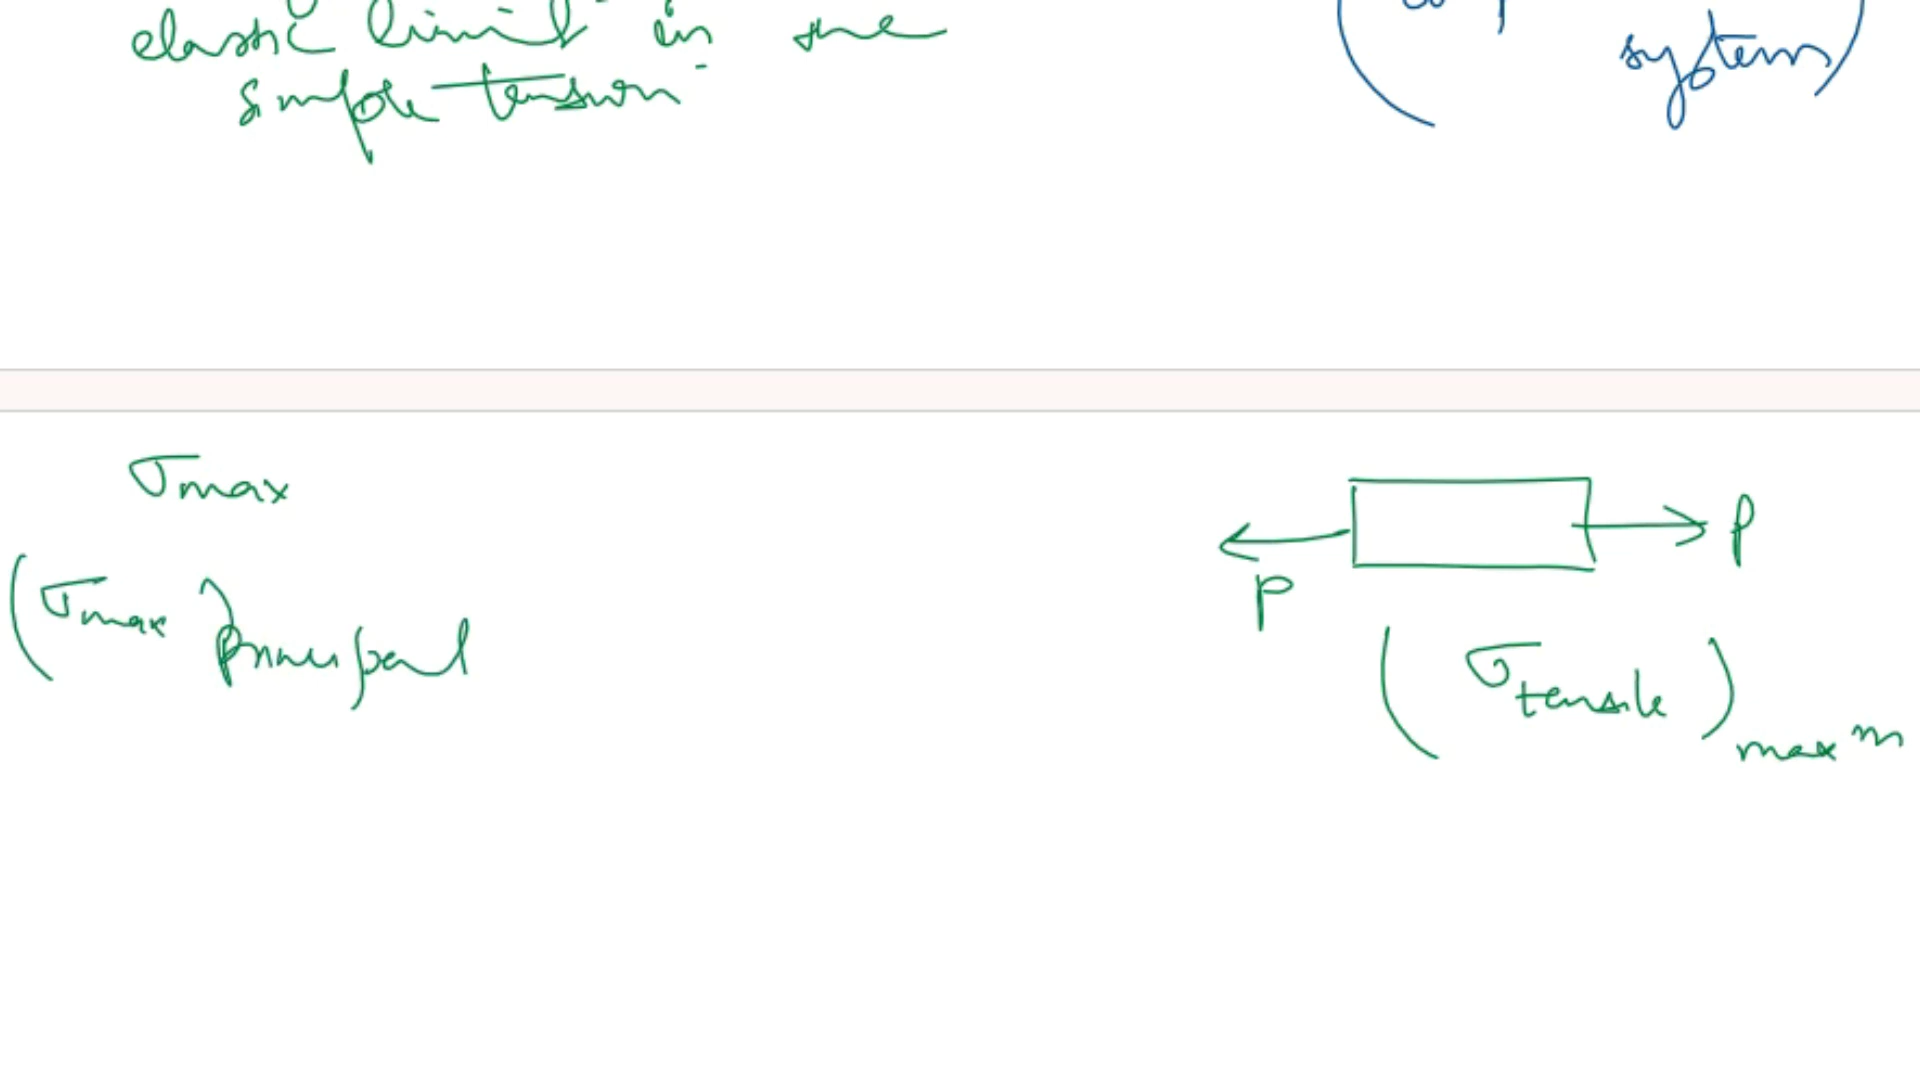 elastic limit in the
simple tension
system)
σmax
P
P
(σmax)principal
(σtensile)maxm